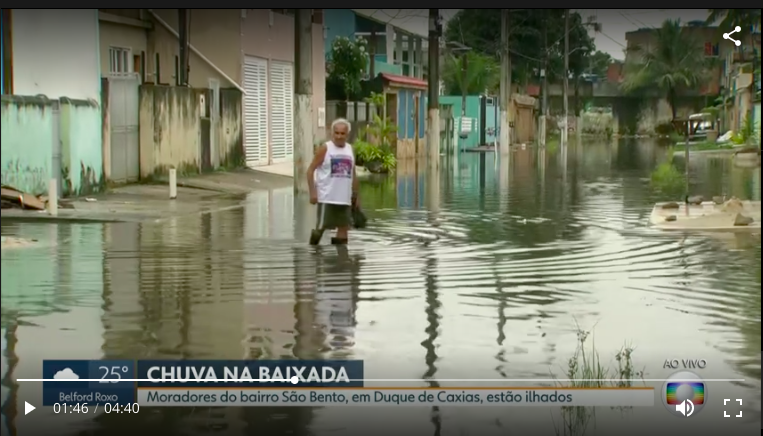 25°
CHUVA NA BAIXADA
AO VIVO
Belford Roxo
Moradores do bairro São Bento, em Duque de Caxias, estão ilhados
01:46 / 04:40